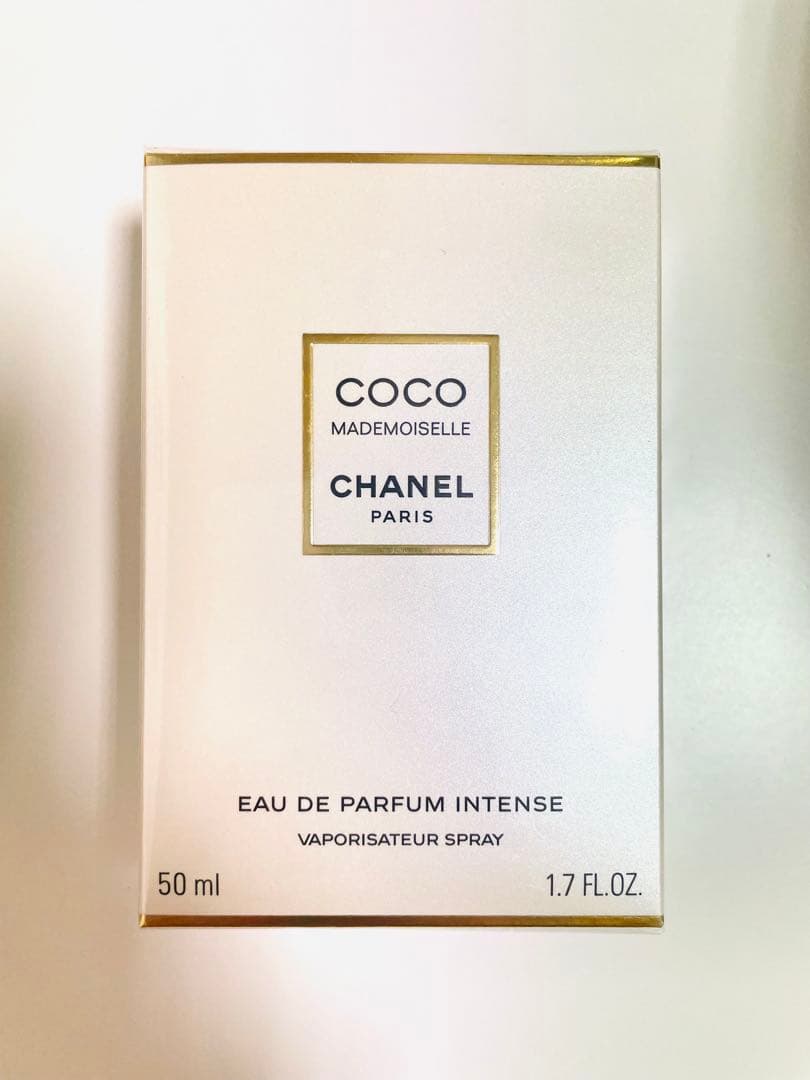 COCO
MADEMOISELLE
CHANEL
PARIS
EAU DE PARFUM INTENSE
VAPORISATEUR SPRAY
50 ml 1.7 FL.OZ.